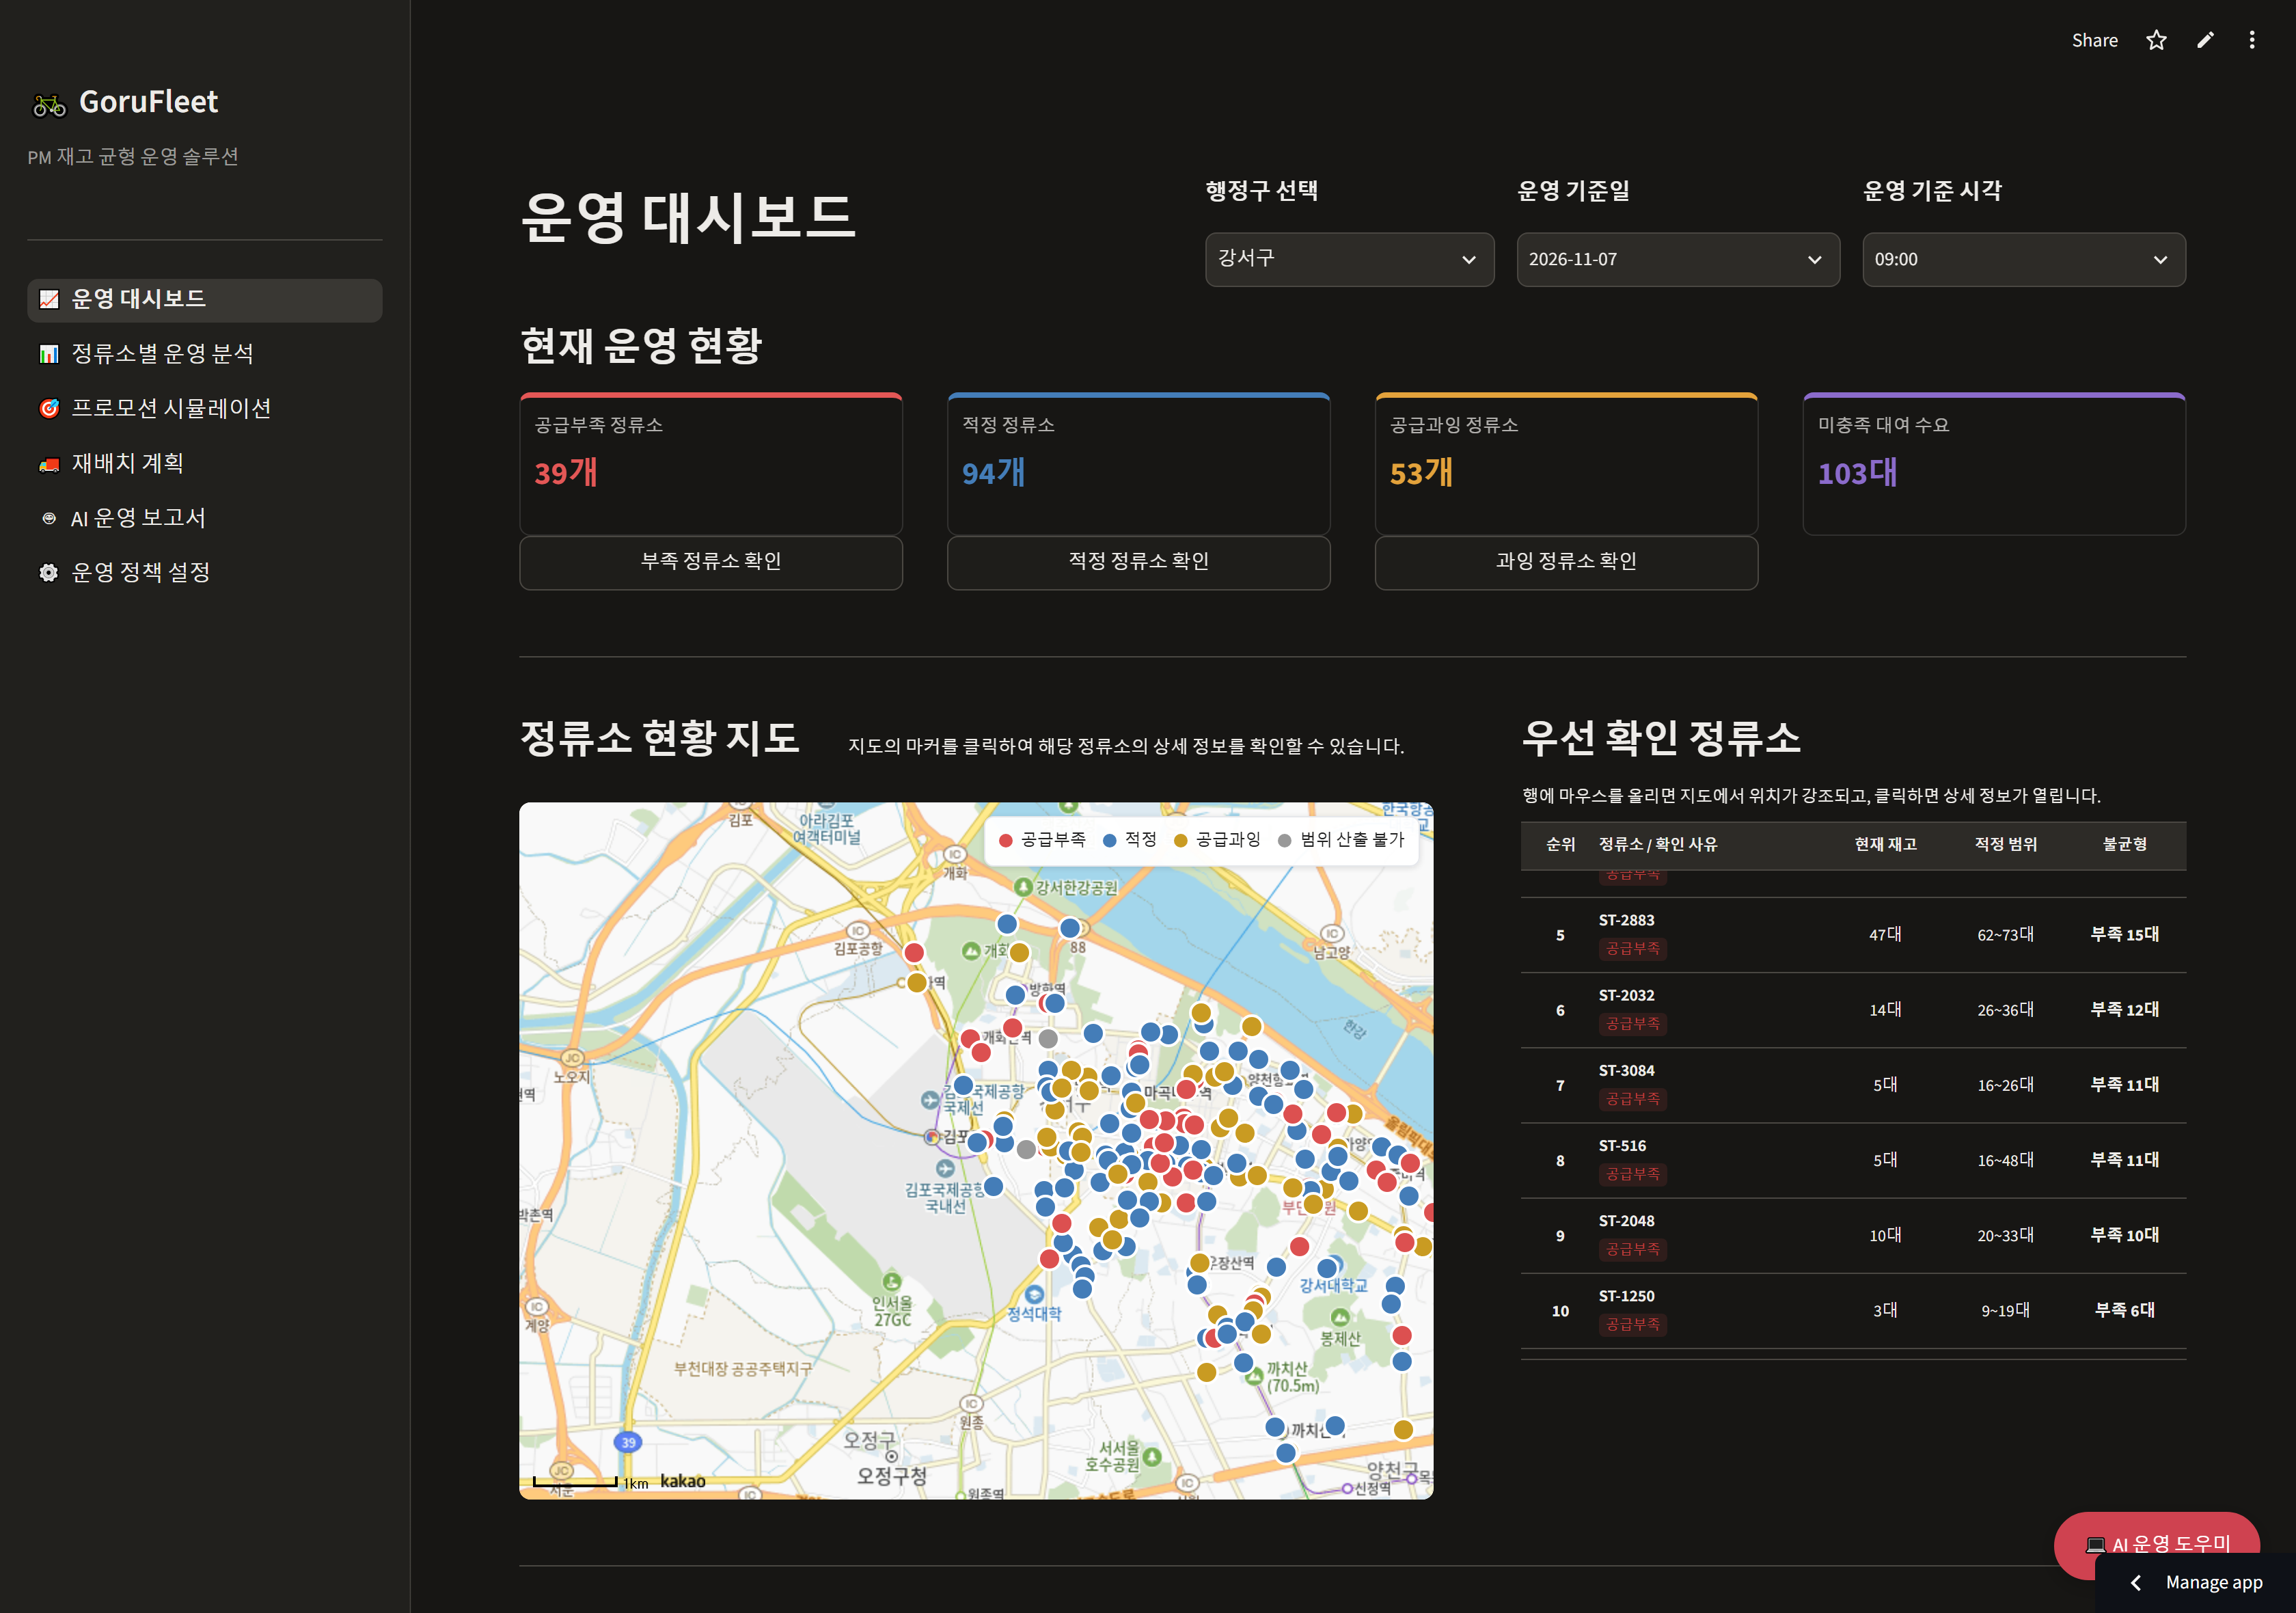 Share
GoruFleet
PM 재고 균형 운영 솔루션
운영 대시보드
정류소별 운영 분석
프로모션 시뮬레이션
재배치 계획
AI 운영 보고서
운영 정책 설정
운영 대시보드
행정구 선택
운영 기준일
운영 기준 시각
강서구
2026-11-07
09:00
현재 운영 현황
공급부족 정류소
39개
부족 정류소 확인
적정 정류소
94개
적정 정류소 확인
공급과잉 정류소
53개
과잉 정류소 확인
미충족 대여 수요
103대
정류소 현황 지도
지도의 마커를 클릭하여 해당 정류소의 상세 정보를 확인할 수 있습니다.
공급부족 적정 공급과잉 범위 산출 불가
김포
아라김포
여객터미널
IC
개화
강서한강공원
IC
김포공항
88
IC
남고양
한강
JC
노오지
국제선
김포국제공항
국내선
박촌역
인서울
27GC
정석대학
강서대학교
봉제산
IC
계양
부천대장 공공주택지구
까치산
(70.5m)
IC
원종
39
오정구
오정구청
서서울
호수공원
JC
서운
IC
원종역
IC
신정역
1km
kakao
우선 확인 정류소
행에 마우스를 올리면 지도에서 위치가 강조되고, 클릭하면 상세 정보가 열립니다.
순위 정류소 / 확인 사유 현재 재고 적정 범위 불균형
공급부족
5 ST-2883 47대 62~73대 부족 15대
공급부족
6 ST-2032 14대 26~36대 부족 12대
공급부족
7 ST-3084 5대 16~26대 부족 11대
공급부족
8 ST-516 5대 16~48대 부족 11대
공급부족
9 ST-2048 10대 20~33대 부족 10대
공급부족
10 ST-1250 3대 9~19대 부족 6대
공급부족
AI 운영 도우미
Manage app